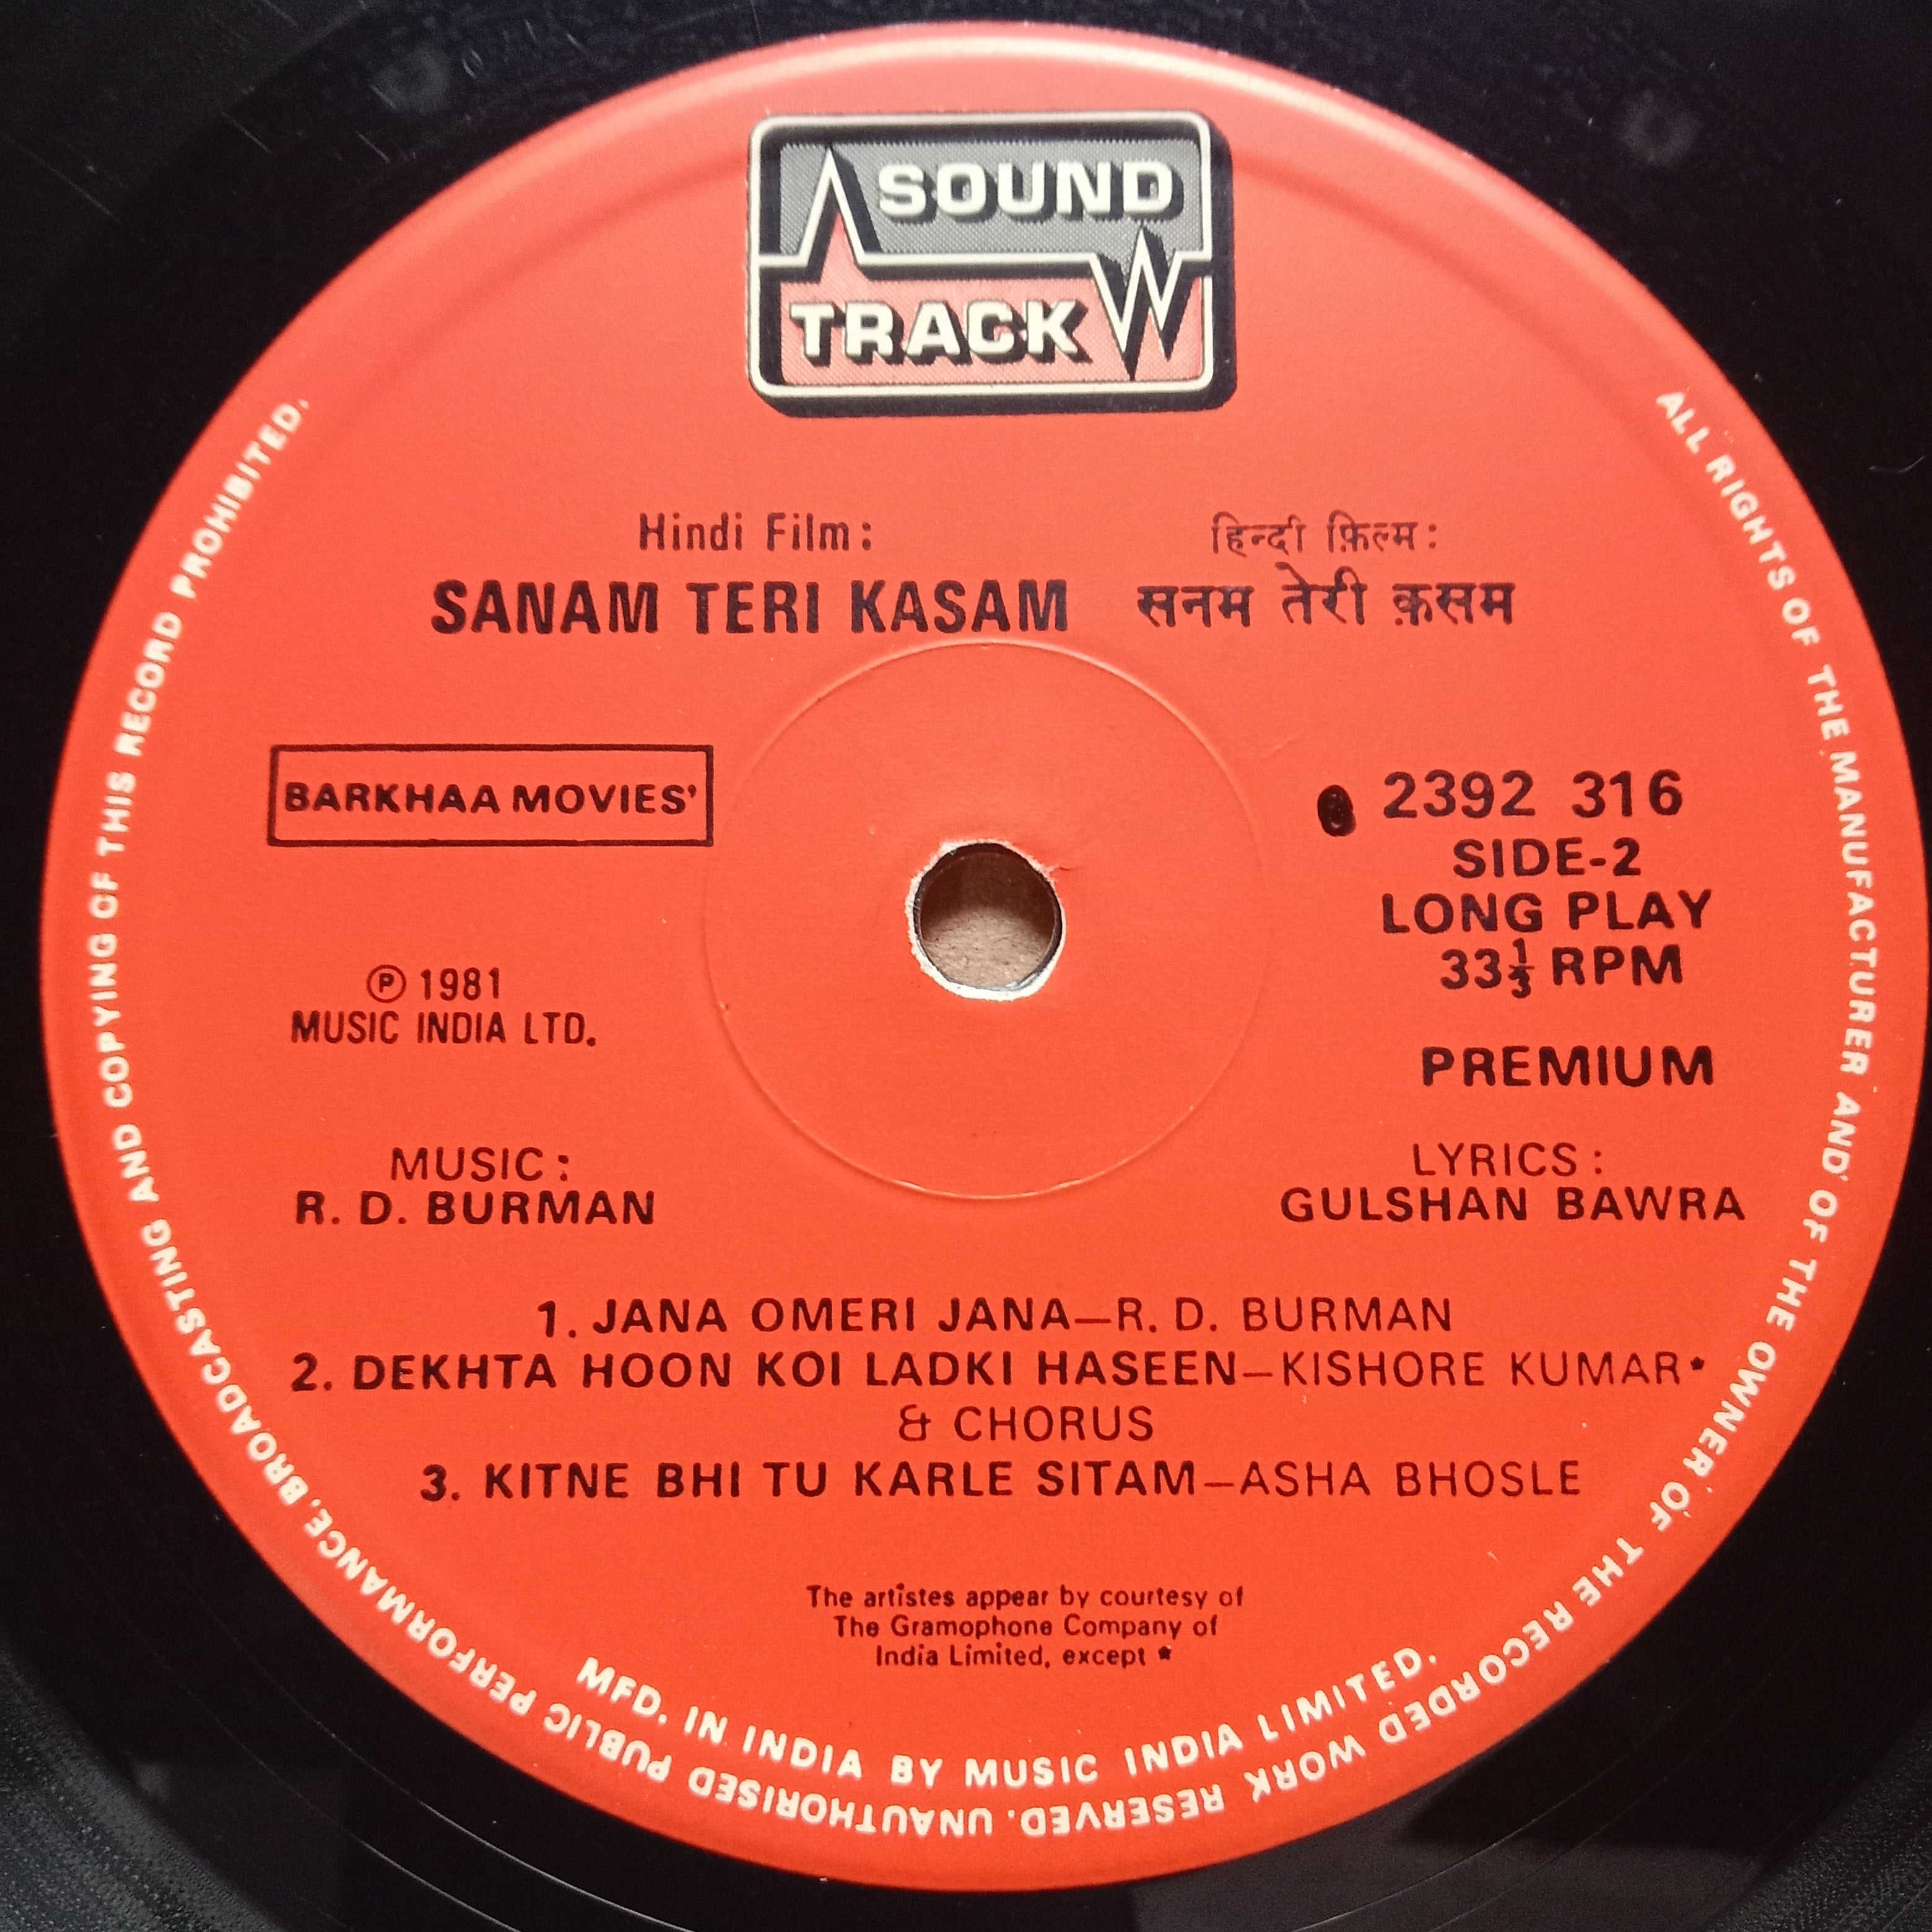 SOUND
TRACK
Hindi Film:
SANAM TERI KASAM
हिन्दी फ़िल्म:
सनम तेरी क़सम
BARKHAA MOVIES'
2392 316
SIDE-2
LONG PLAY
33⅓ RPM
PREMIUM
℗ 1981
MUSIC INDIA LTD.
MUSIC:
R. D. BURMAN
LYRICS:
GULSHAN BAWRA
1. JANA OMERI JANA—R. D. BURMAN
2. DEKHTA HOON KOI LADKI HASEEN—KISHORE KUMAR*
& CHORUS
3. KITNE BHI TU KARLE SITAM—ASHA BHOSLE
The artistes appear by courtesy of
The Gramophone Company of
India Limited, except *
MFD. IN INDIA BY MUSIC INDIA LIMITED.
ALL RIGHTS OF THE MANUFACTURER AND OF THE OWNER OF THE RECORDED WORK RESERVED. UNAUTHORISED PUBLIC PERFORMANCE, BROADCASTING AND COPYING OF THIS RECORD PROHIBITED.